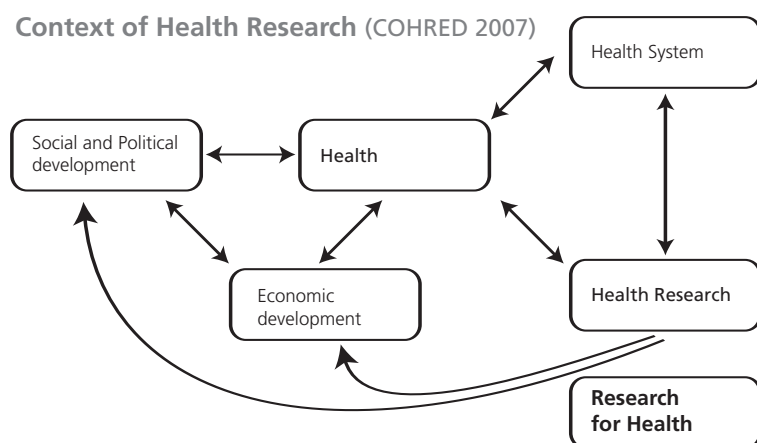 Context of Health Research (COHRED 2007)
Health System
Social and Political
development
Health
Economic
development
Health Research
Research
for Health